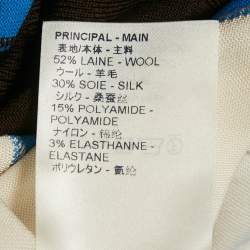 PRINCIPAL - MAIN
表地/本体 - 主料
52% LAINE - WOOL
ウール - 羊毛
30% SOIE - SILK
シルク - 桑蚕丝
15% POLYAMIDE -
POLYAMIDE
ナイロン - 锦纶
3% ELASTHANNE -
ELASTANE
ポリウレタン - 氨纶